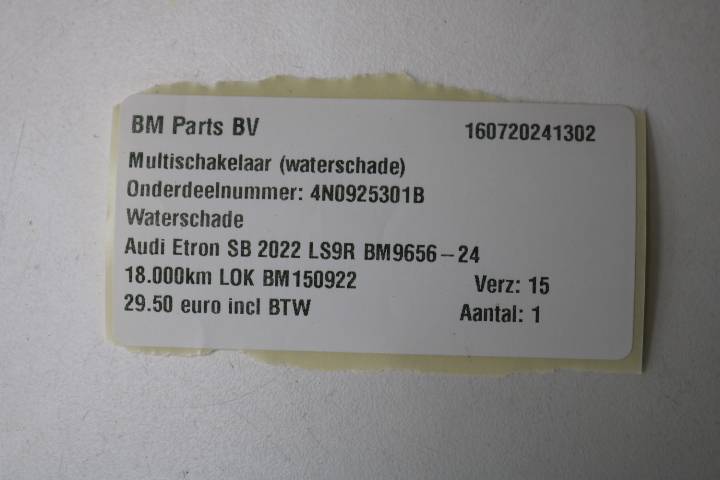 BM Parts BV 160720241302
Multischakelaar (waterschade)
Onderdeelnummer: 4N0925301B
Waterschade
Audi Etron SB 2022 LS9R BM9656-24
18.000km LOK BM150922 Verz: 15
29.50 euro incl BTW Aantal: 1